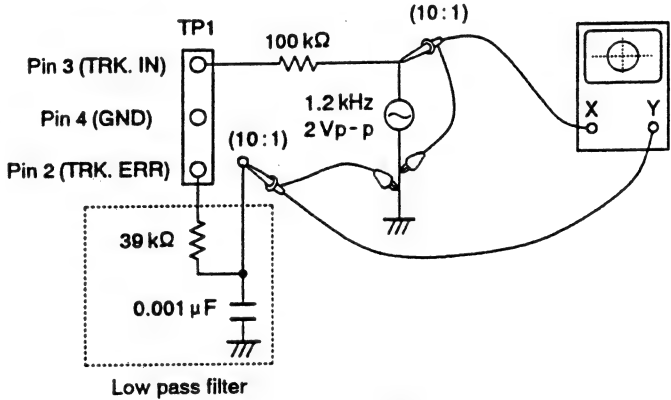 TP1
(10:1)
100 kΩ
Pin 3 (TRK. IN)
Pin 4 (GND)
Pin 2 (TRK. ERR)
1.2 kHz
2 Vp-p
X
Y
(10:1)
39 kΩ
0.001 μF
Low pass filter